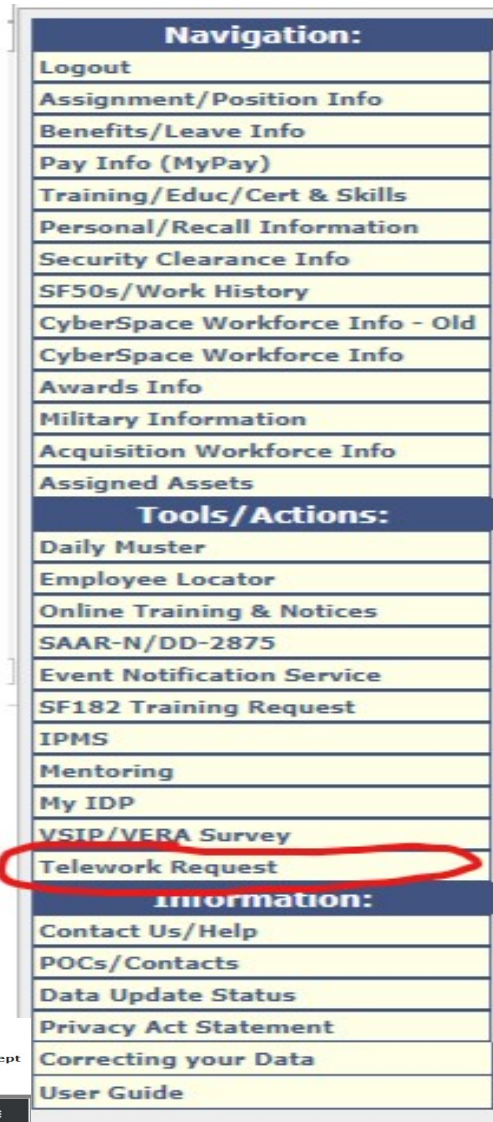 Navigation:
Logout
Assignment/Position Info
Benefits/Leave Info
Pay Info (MyPay)
Training/Educ/Cert & Skills
Personal/Recall Information
Security Clearance Info
SF50s/Work History
CyberSpace Workforce Info - Old
CyberSpace Workforce Info
Awards Info
Military Information
Acquisition Workforce Info
Assigned Assets
Tools/Actions:
Daily Muster
Employee Locator
Online Training & Notices
SAAR-N/DD-2875
Event Notification Service
SF182 Training Request
IPMS
Mentoring
My IDP
VSIP/VERA Survey
Telework Request
Information:
Contact Us/Help
POCs/Contacts
Data Update Status
Privacy Act Statement
Correcting your Data
User Guide